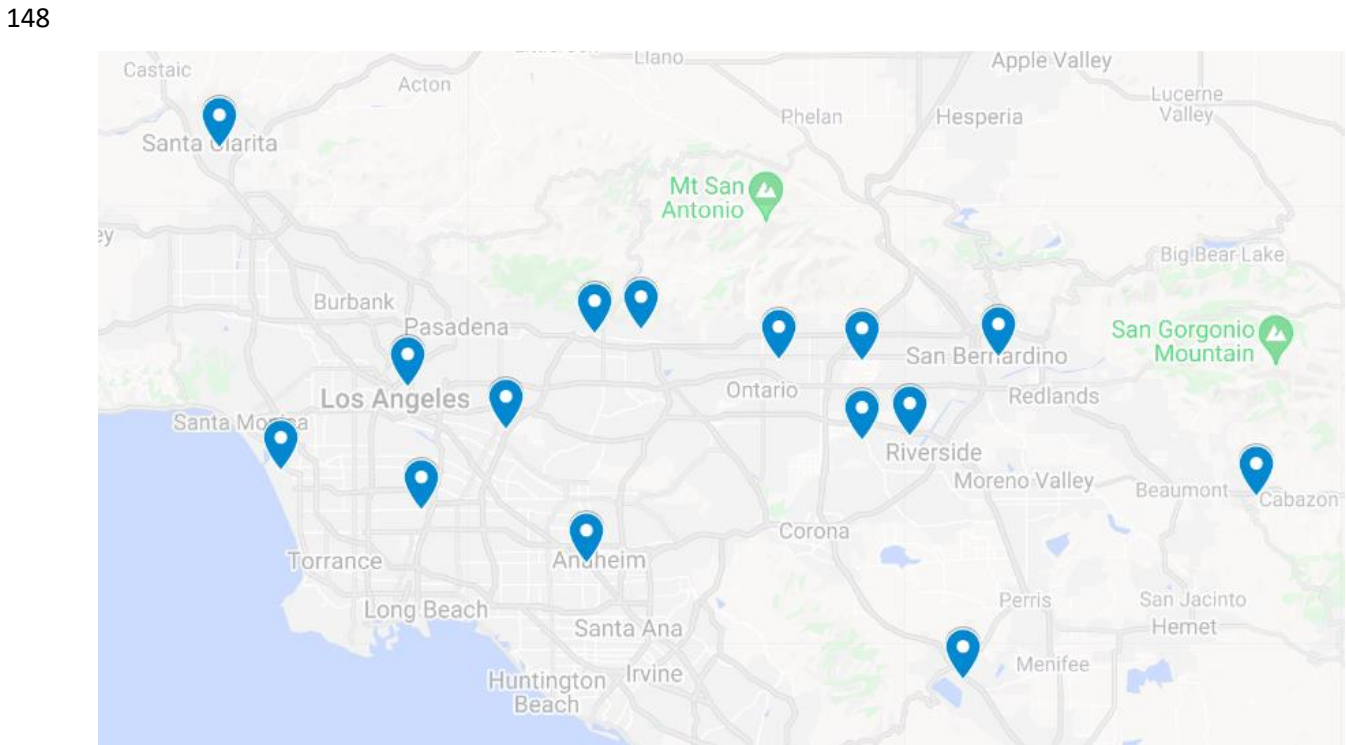 148
Castaic
Acton
Llano
Apple Valley
Lucerne
Valley
Phelan
Hesperia
Santa Clarita
Mt San
Antonio
Big Bear Lake
Burbank
Pasadena
San Gorgonio
Mountain
San Bernardino
Los Angeles
Ontario
Redlands
Santa Monica
Riverside
Moreno Valley
Beaumont
Cabazon
Corona
Torrance
Anaheim
Long Beach
Perris
San Jacinto
Hemet
Santa Ana
Menifee
Irvine
Huntington
Beach